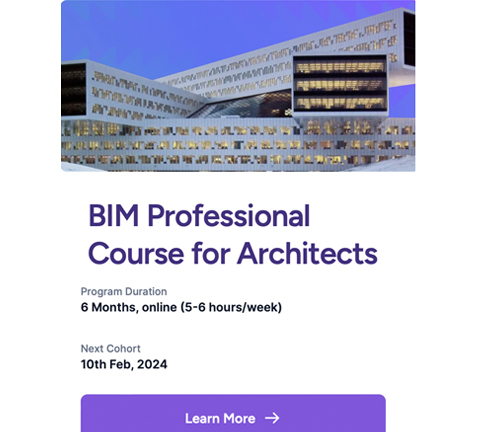 BIM Professional
Course for Architects
Program Duration
6 Months, online (5-6 hours/week)
Next Cohort
10th Feb, 2024
Learn More →